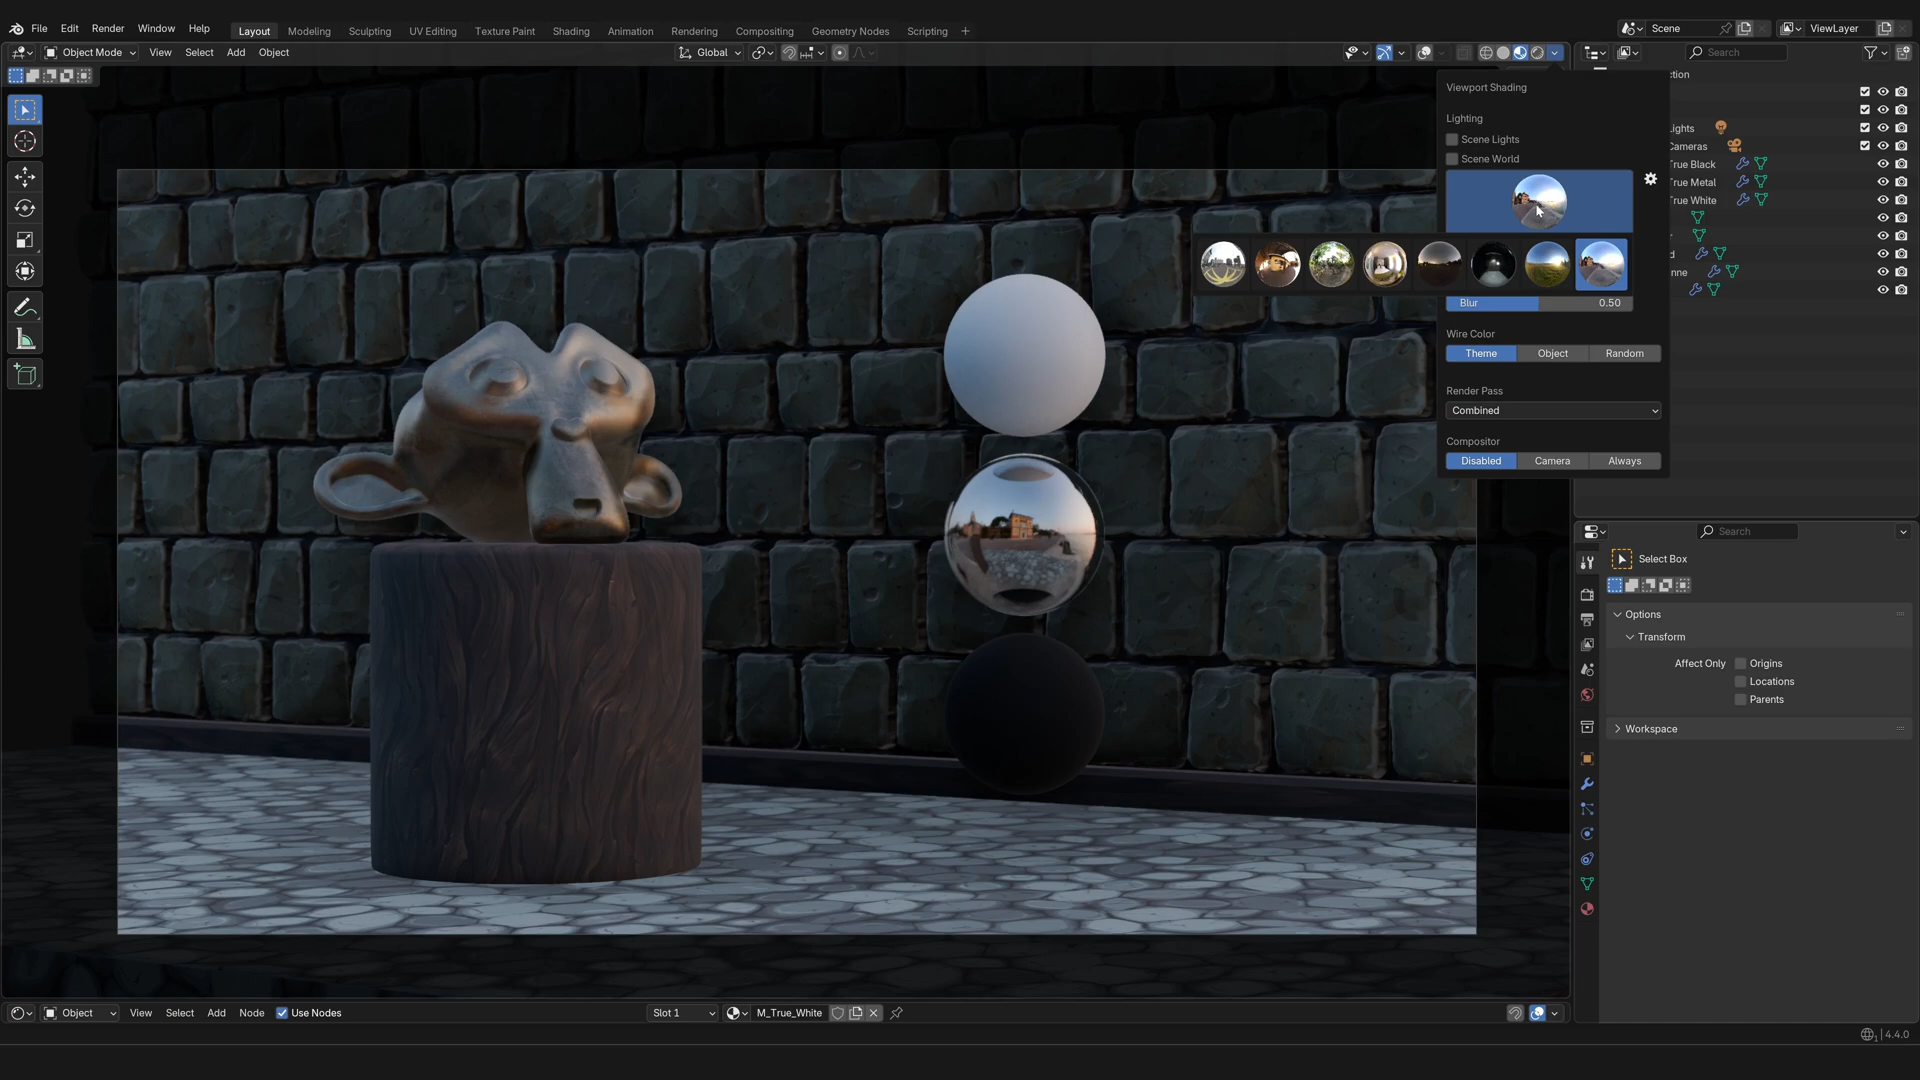 File Edit Render Window Help
Layout Modeling Sculpting UV Editing Texture Paint Shading Animation Rendering Compositing Geometry Nodes Scripting +
Scene
ViewLayer
Object Mode View Select Add Object
Global
Search
Viewport Shading
Lighting
Scene Lights
Scene World
Blur 0.50
Wire Color
Theme Object Random
Render Pass
Combined
Compositor
Disabled Camera Always
ction
Lights
Cameras
True Black
True Metal
True White
r
d
nne
Search
Select Box
Options
Transform
Affect Only Origins
Locations
Parents
Workspace
Object View Select Add Node Use Nodes
Slot 1
M_True_White
4.4.0